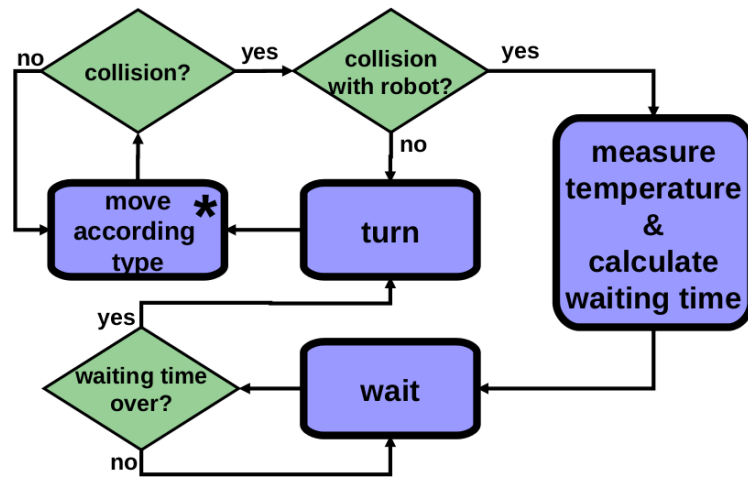 no
collision?
yes
collision
with robot?
yes
no
move
according
type
*
turn
measure
temperature
&
calculate
waiting time
yes
waiting time
over?
no
wait